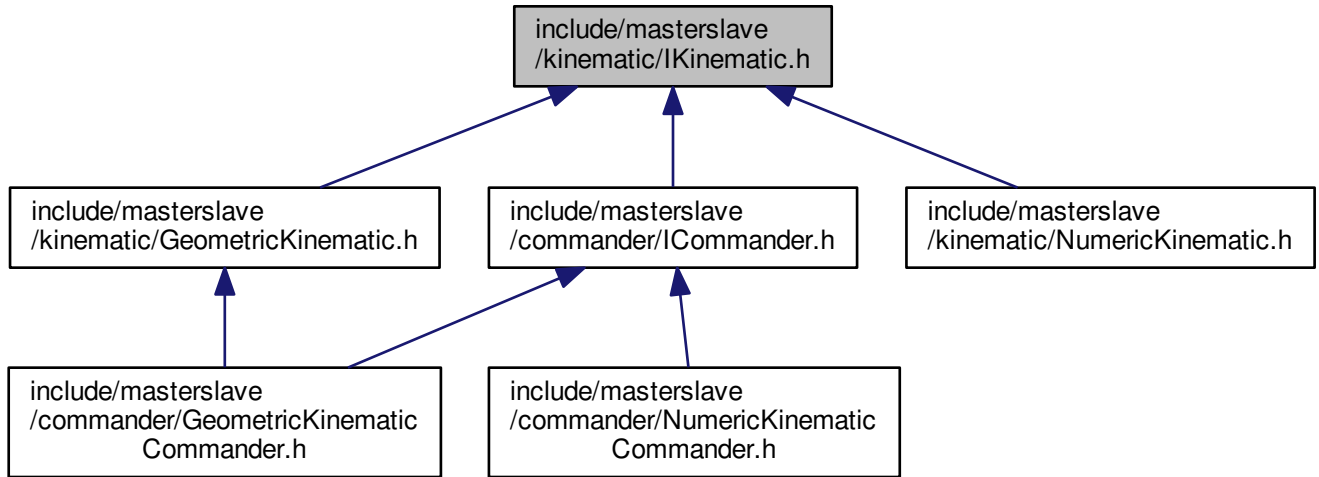 include/masterslave
/kinematic/IKinematic.h
include/masterslave
/kinematic/GeometricKinematic.h
include/masterslave
/commander/ICommander.h
include/masterslave
/kinematic/NumericKinematic.h
include/masterslave
/commander/GeometricKinematic
Commander.h
include/masterslave
/commander/NumericKinematic
Commander.h